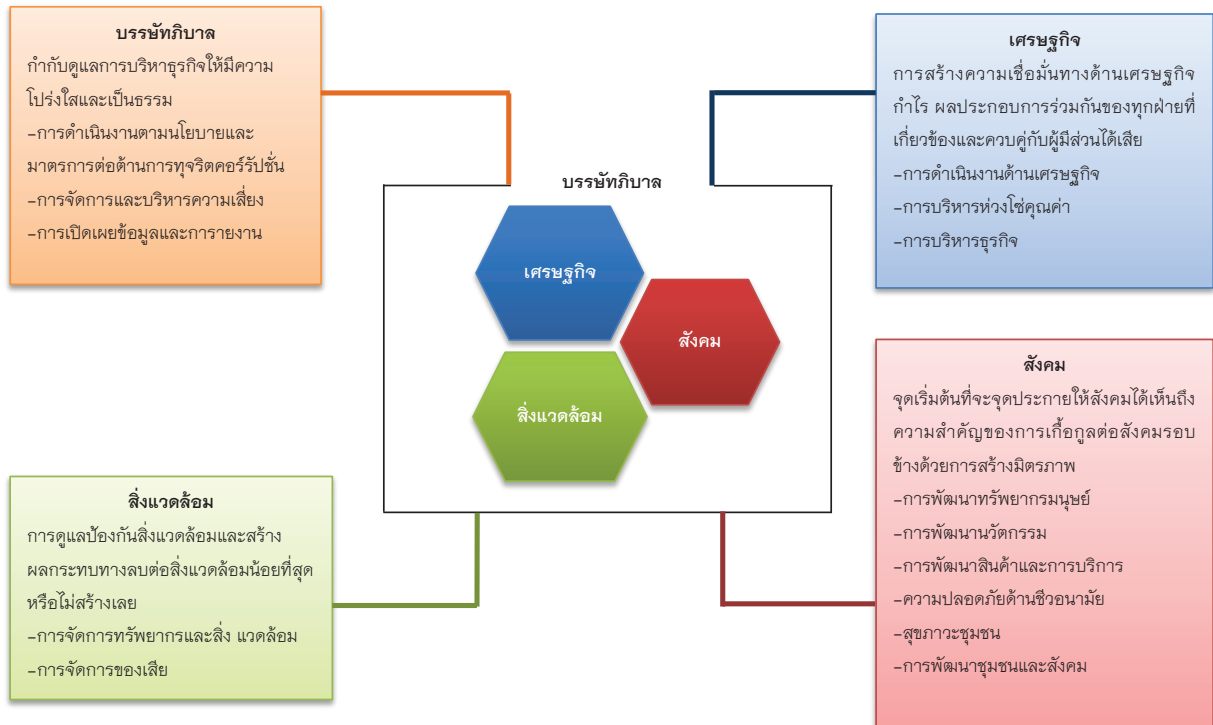 บรรษัทภิบาล
กำกับดูแลการบริหาธุรกิจให้มีความ
โปร่งใสและเป็นธรรม
-การดำเนินงานตามนโยบายและ
มาตรการต่อต้านการทุจริตคอร์รัปชั่น
-การจัดการและบริหารความเสี่ยง
-การเปิดเผยข้อมูลและการายงาน
เศรษฐกิจ
การสร้างความเชื่อมั่นทางด้านเศรษฐกิจ
กำไร ผลประกอบการร่วมกันของทุกฝ่ายที่
เกี่ยวข้องและควบคู่กับผู้มีส่วนได้เสีย
-การดำเนินงานด้านเศรษฐกิจ
-การบริหารห่วงโซ่คุณค่า
-การบริหารธุรกิจ
บรรษัทภิบาล
เศรษฐกิจ
สังคม
สิ่งแวดล้อม
สิ่งแวดล้อม
การดูแลป้องกันสิ่งแวดล้อมและสร้าง
ผลกระทบทางลบต่อสิ่งแวดล้อมน้อยที่สุด
หรือไม่สร้างเลย
-การจัดการทรัพยากรและสิ่ง แวดล้อม
-การจัดการของเสีย
สังคม
จุดเริ่มต้นที่จะจุดประกายให้สังคมได้เห็นถึง
ความสำคัญของการเกื้อกูลต่อสังคมรอบ
ข้างด้วยการสร้างมิตรภาพ
-การพัฒนาทรัพยากรมนุษย์
-การพัฒนานวัตกรรม
-การพัฒนาสินค้าและการบริการ
-ความปลอดภัยด้านชีวอนามัย
-สุขภาวะชุมชน
-การพัฒนาชุมชนและสังคม